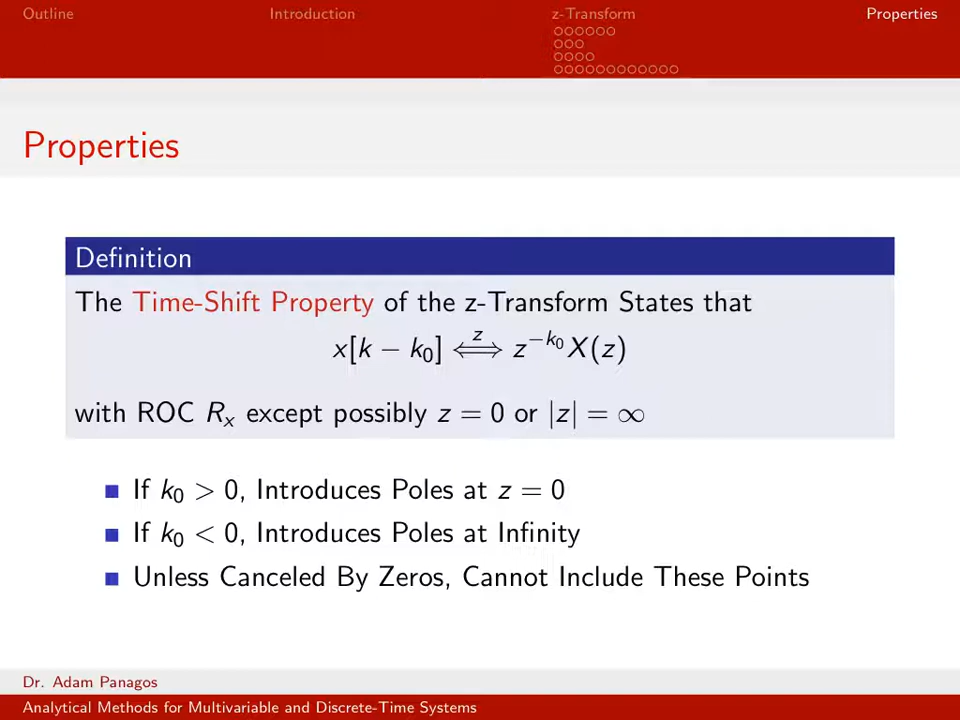 Outline Introduction z-Transform Properties
Properties
Definition
The Time-Shift Property of the z-Transform States that
x[k − k₀] ⟺ᶻ z^{−k₀} X(z)
with ROC Rₓ except possibly z = 0 or |z| = ∞
If k₀ > 0, Introduces Poles at z = 0
If k₀ < 0, Introduces Poles at Infinity
Unless Canceled By Zeros, Cannot Include These Points
Dr. Adam Panagos
Analytical Methods for Multivariable and Discrete-Time Systems